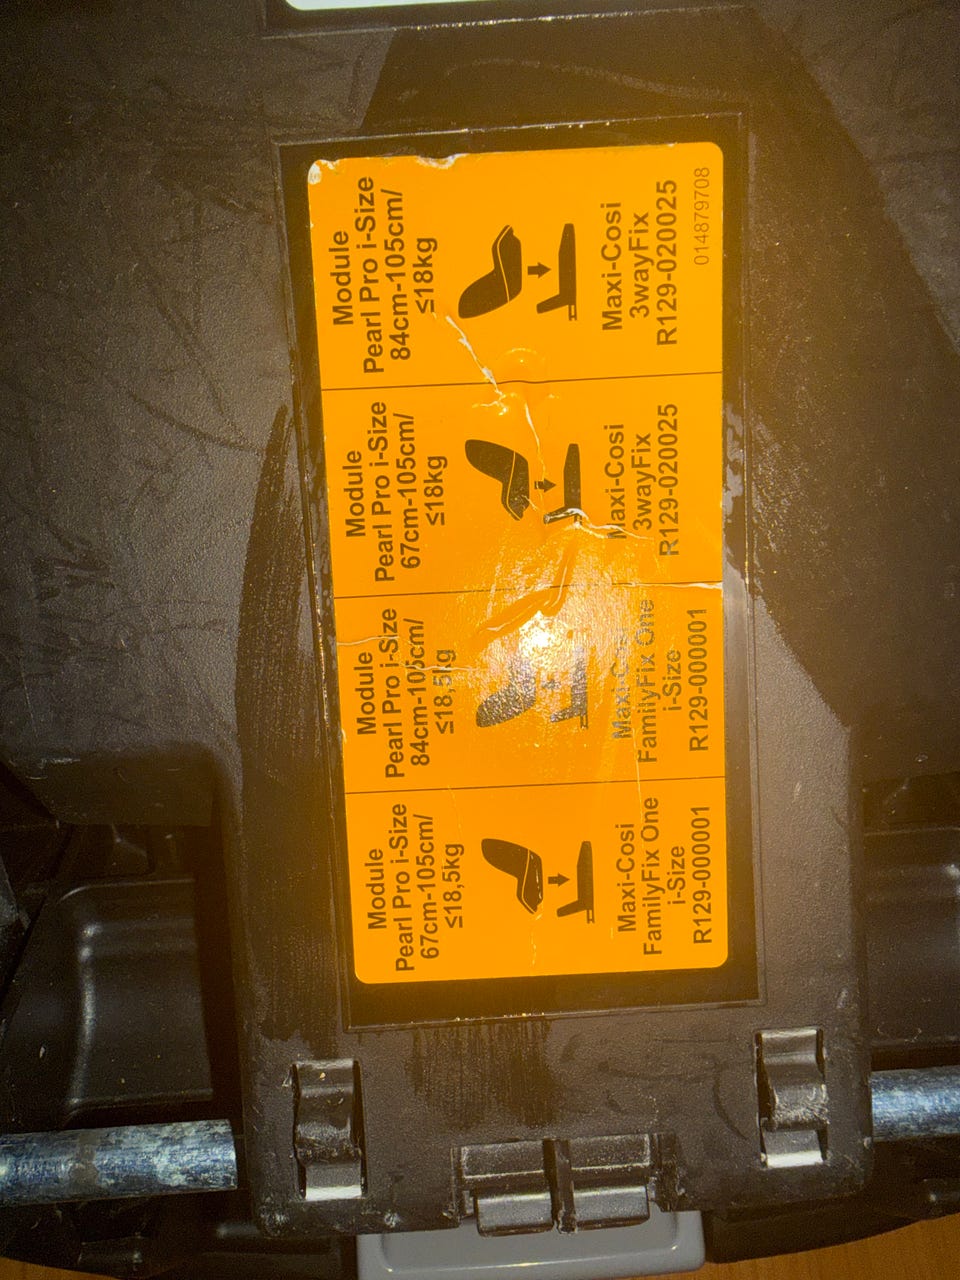 Module
Pearl Pro i-Size
67cm-105cm/
≤18,5kg
Maxi-Cosi
FamilyFix One
i-Size
R129-000001
Module
Pearl Pro i-Size
84cm-105cm/
≤18,5kg
Maxi-Cosi
FamilyFix One
i-Size
R129-000001
Module
Pearl Pro i-Size
67cm-105cm/
≤18kg
Maxi-Cosi
3wayFix
R129-020025
Module
Pearl Pro i-Size
84cm-105cm/
≤18kg
Maxi-Cosi
3wayFix
R129-020025
014879708